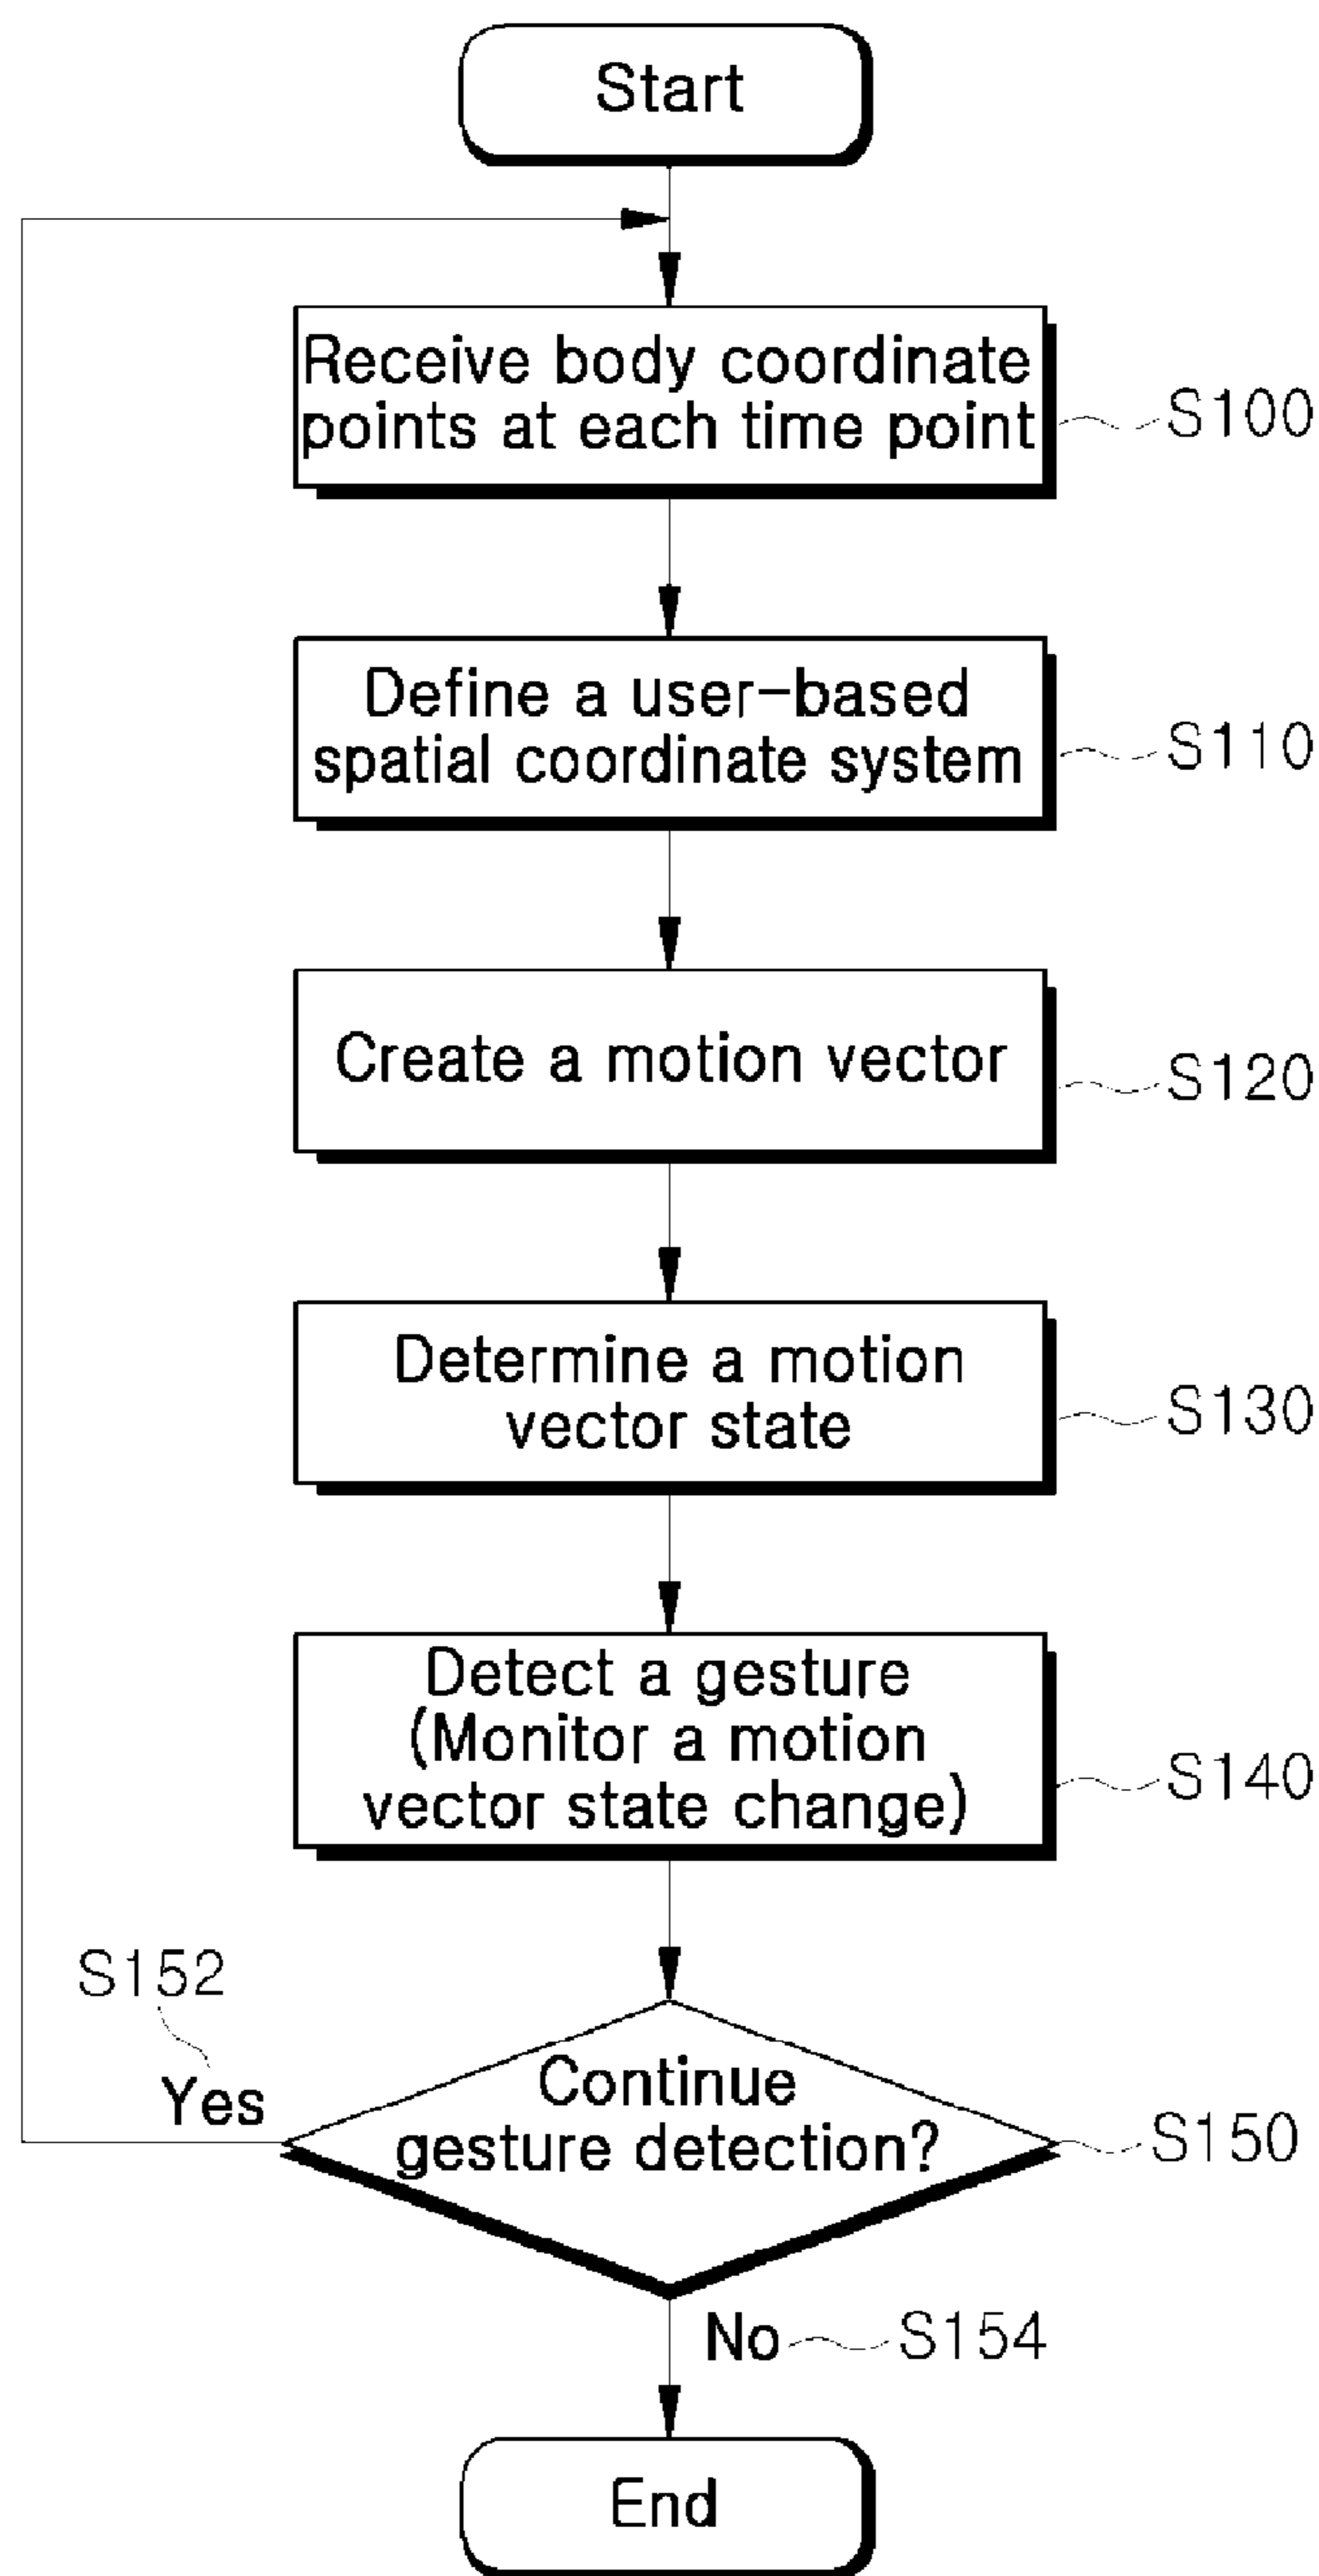 Start
Receive body coordinate
points at each time point
S100
Define a user-based
spatial coordinate system
S110
Create a motion vector
S120
Determine a motion
vector state
S130
Detect a gesture
(Monitor a motion
vector state change)
S140
S152
Yes
Continue
gesture detection?
S150
No
S154
End